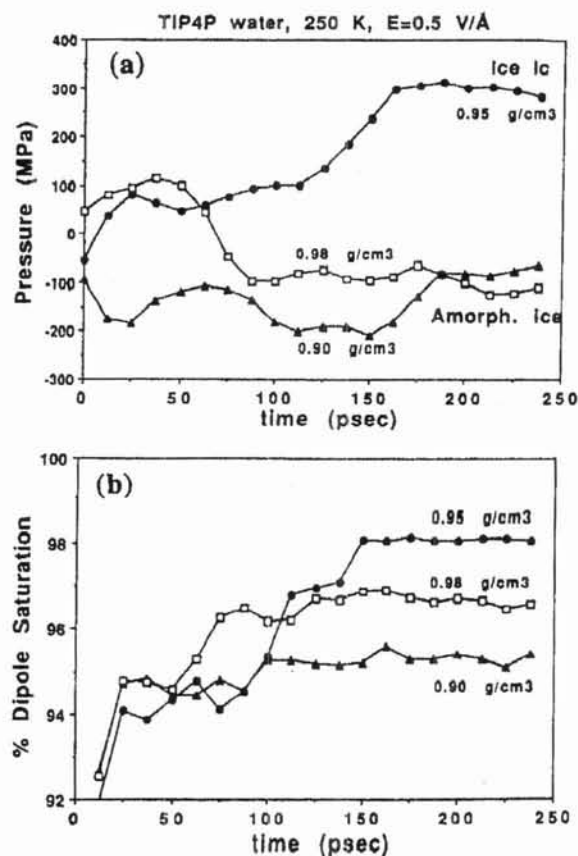 TIP4P water, 250 K, E=0.5 V/Å
(a)
Pressure (MPa)
400
300
200
100
0
-100
-200
-300
Ice Ic
0.95 g/cm3
0.98 g/cm3
Amorph. ice
0.90 g/cm3
0 50 100 150 200 250
time (psec)
(b)
% Dipole Saturation
100
98
96
94
92
0.95 g/cm3
0.98 g/cm3
0.90 g/cm3
0 50 100 150 200 250
time (psec)